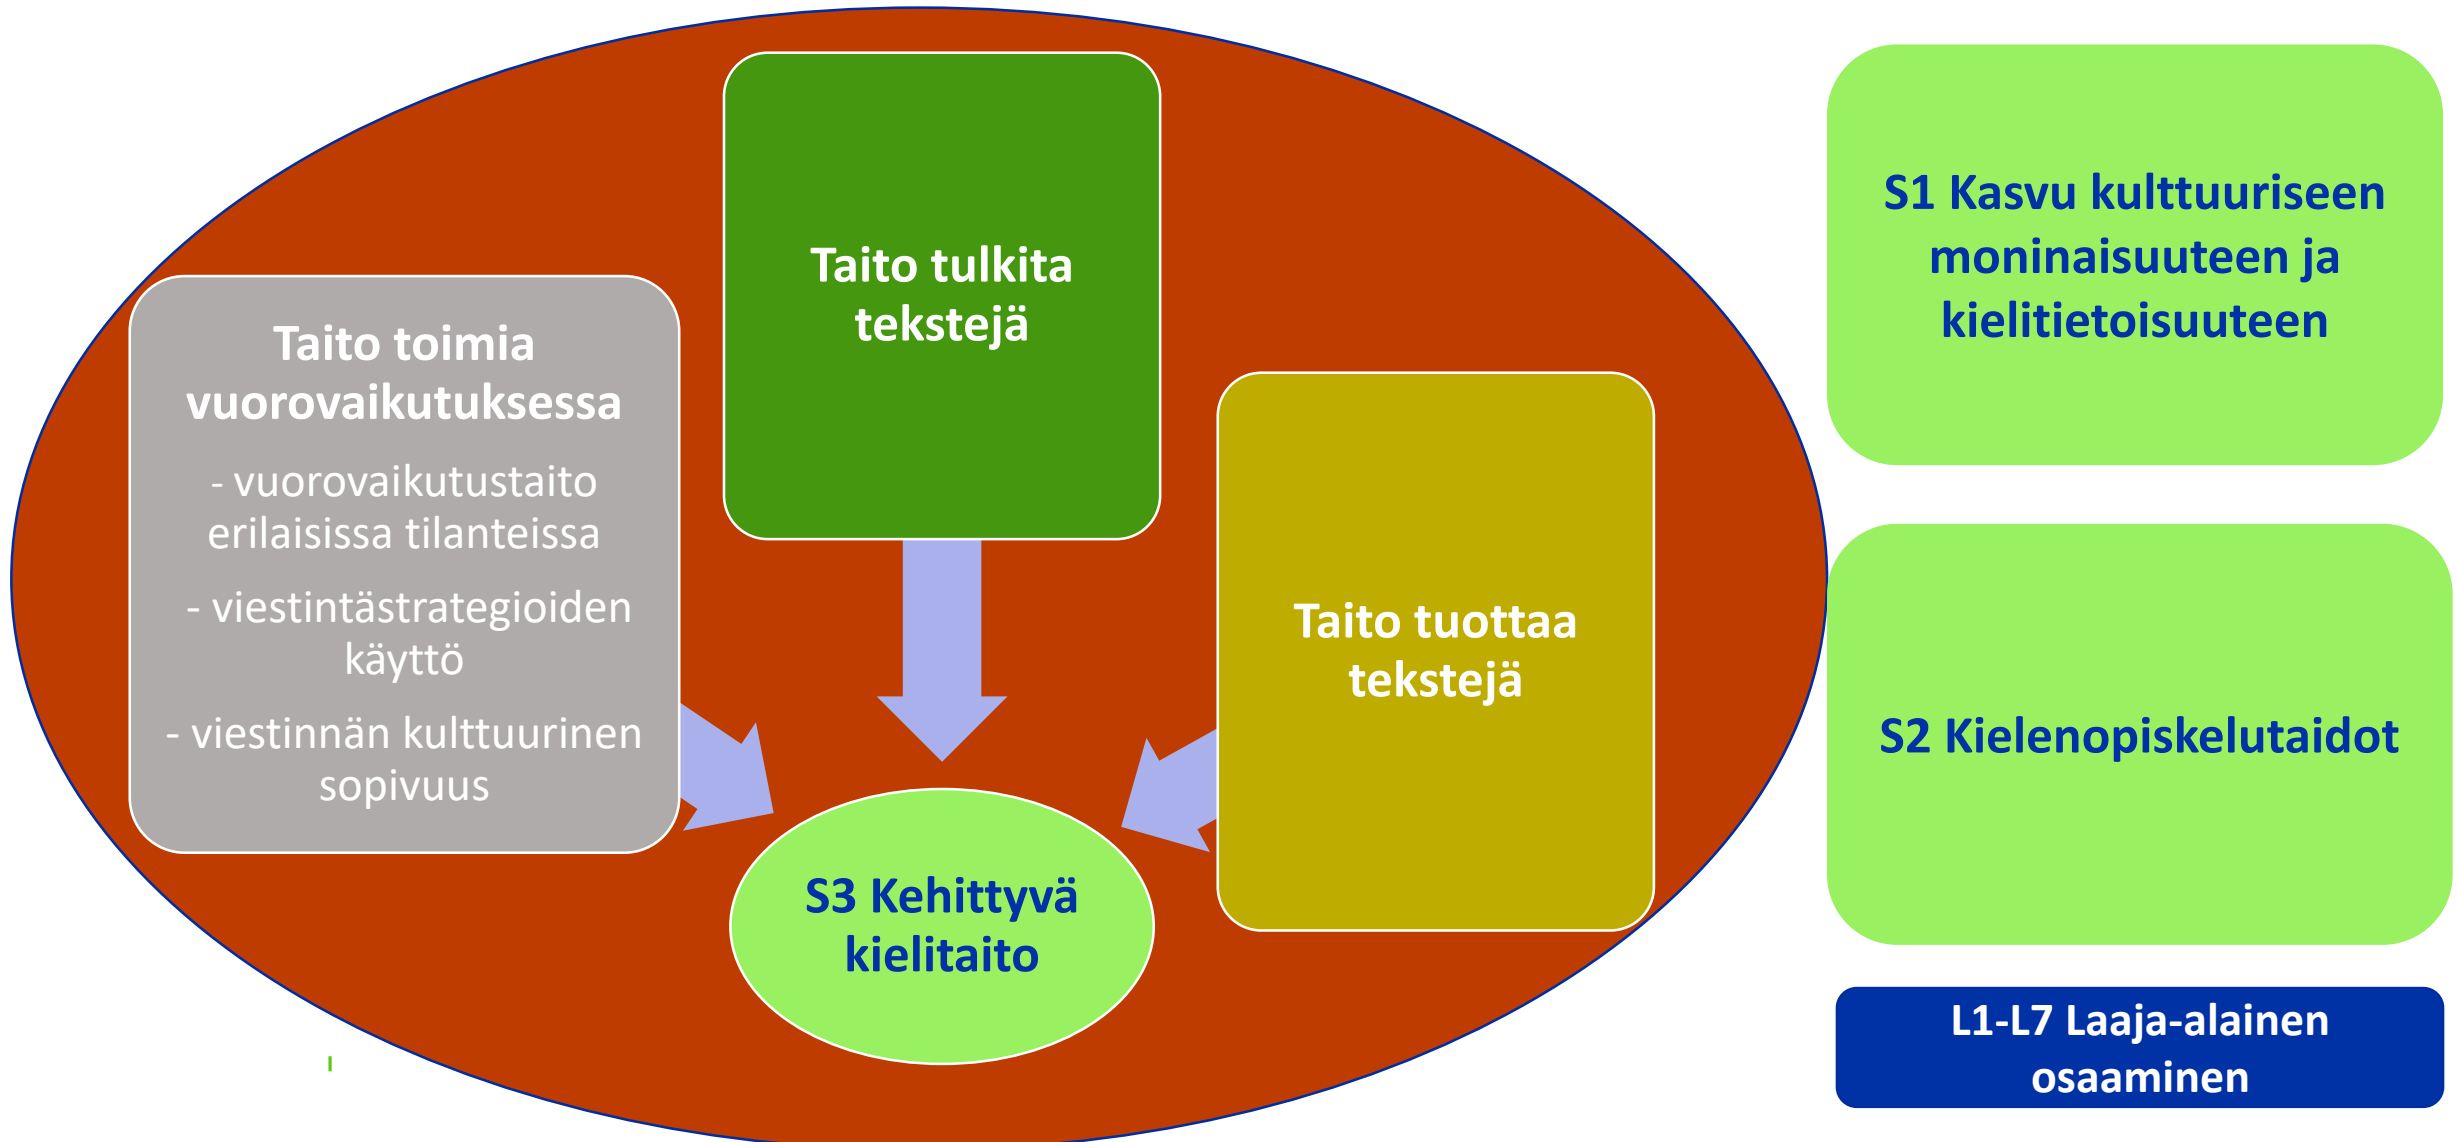 Taito toimia
vuorovaikutuksessa
- vuorovaikutustaito
erilaisissa tilanteissa
- viestintästrategioiden
käyttö
- viestinnän kulttuurinen
sopivuus
Taito tulkita
tekstejä
Taito tuottaa
tekstejä
S3 Kehittyvä
kielitaito
S1 Kasvu kulttuuriseen
moninaisuuteen ja
kielitietoisuuteen
S2 Kielenopiskelutaidot
L1-L7 Laaja-alainen
osaaminen